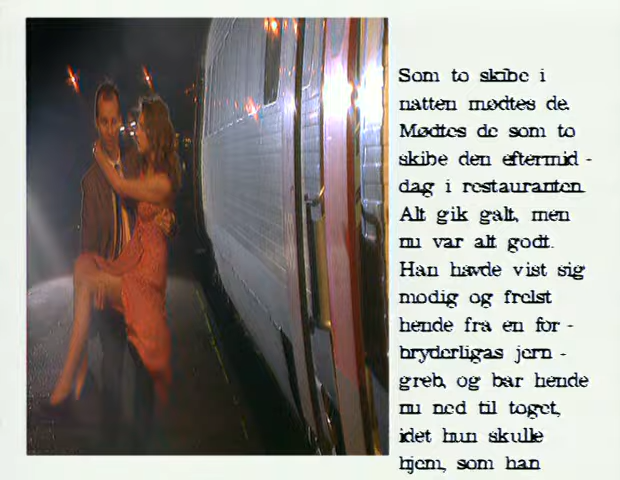 Som to skibe i
natten mødtes de.
Mødtes de som to
skibe den eftermid -
dag i restauranten.
Alt gik galt, men
nu var alt godt.
Han havde vist sig
modig og frelst
hende fra en for -
bryderligas jern -
greb, og bar hende
nu ned til toget,
idet hun skulle
hjem, som han